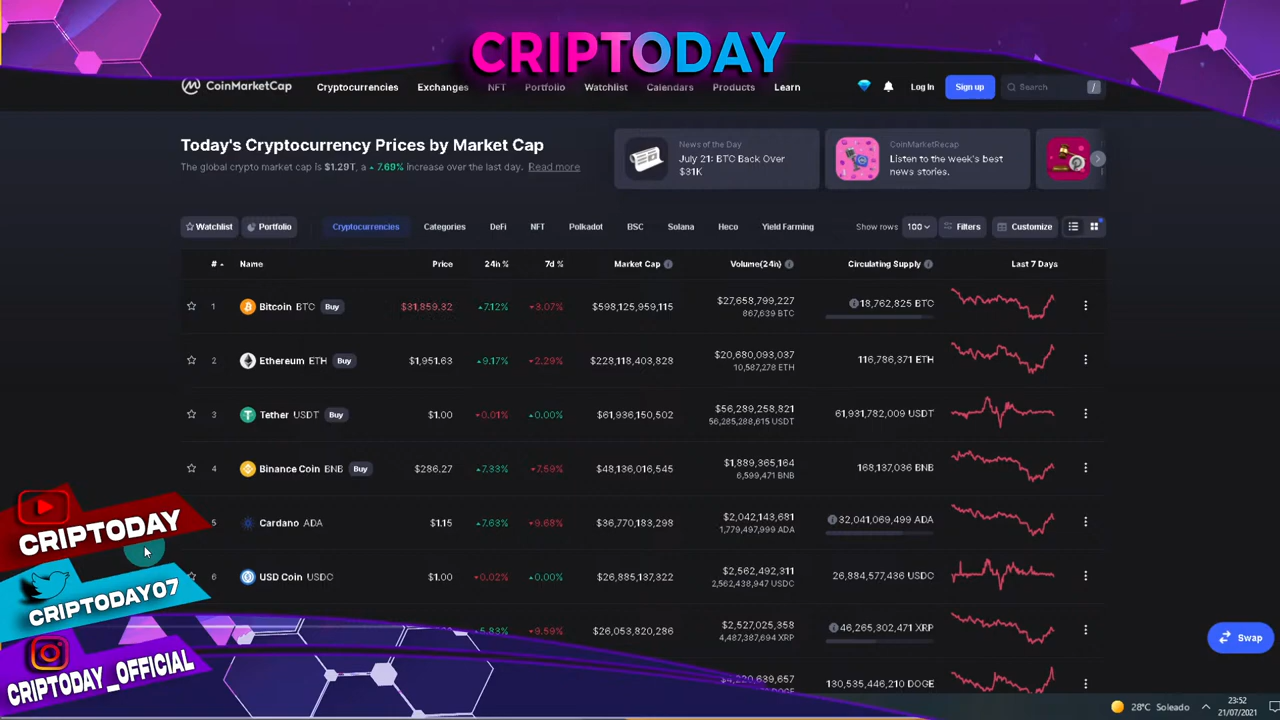 CRIPTODAY
CoinMarketCap Cryptocurrencies Exchanges NFT Portfolio Watchlist Calendars Products Learn Log In Sign up Search /
Today's Cryptocurrency Prices by Market Cap
The global crypto market cap is $1.29T, a 7.69% increase over the last day. Read more
News of the Day
July 21: BTC Back Over
$31K
CoinMarketRecap
Listen to the week's best
news stories.
Watchlist Portfolio Cryptocurrencies Categories DeFi NFT Polkadot BSC Solana Heco Yield Farming Show rows 100 Filters Customize
# Name Price 24h % 7d % Market Cap Volume(24h) Circulating Supply Last 7 Days
1 Bitcoin BTC Buy $31,859.32 7.12% 3.07% $598,125,959,115 $27,658,799,227 18,762,825 BTC
867,639 BTC
2 Ethereum ETH Buy $1,951.63 9.17% 2.29% $228,118,403,828 $20,680,093,037 116,786,371 ETH
10,587,278 ETH
3 Tether USDT Buy $1.00 0.01% 0.00% $61,936,150,502 $56,289,258,821 61,931,782,009 USDT
56,285,288,615 USDT
4 Binance Coin BNB Buy $286.27 7.33% 7.59% $48,136,016,545 $1,889,365,164 168,137,036 BNB
6,599,471 BNB
5 Cardano ADA $1.15 7.63% 9.68% $36,770,183,298 $2,042,143,681 32,041,069,499 ADA
1,779,497,999 ADA
6 USD Coin USDC $1.00 0.02% 0.00% $26,885,137,322 $2,562,492,311 26,884,577,436 USDC
2,562,438,947 USDC
5.83% 9.59% $26,053,820,286 $2,527,025,358 46,265,302,471 XRP
4,487,387,694 XRP
130,535,446,210 DOGE
CRIPTODAY
CRIPTODAY07
CRIPTODAY_OFFICIAL
Swap
28°C Soleado
23:52
21/07/2021